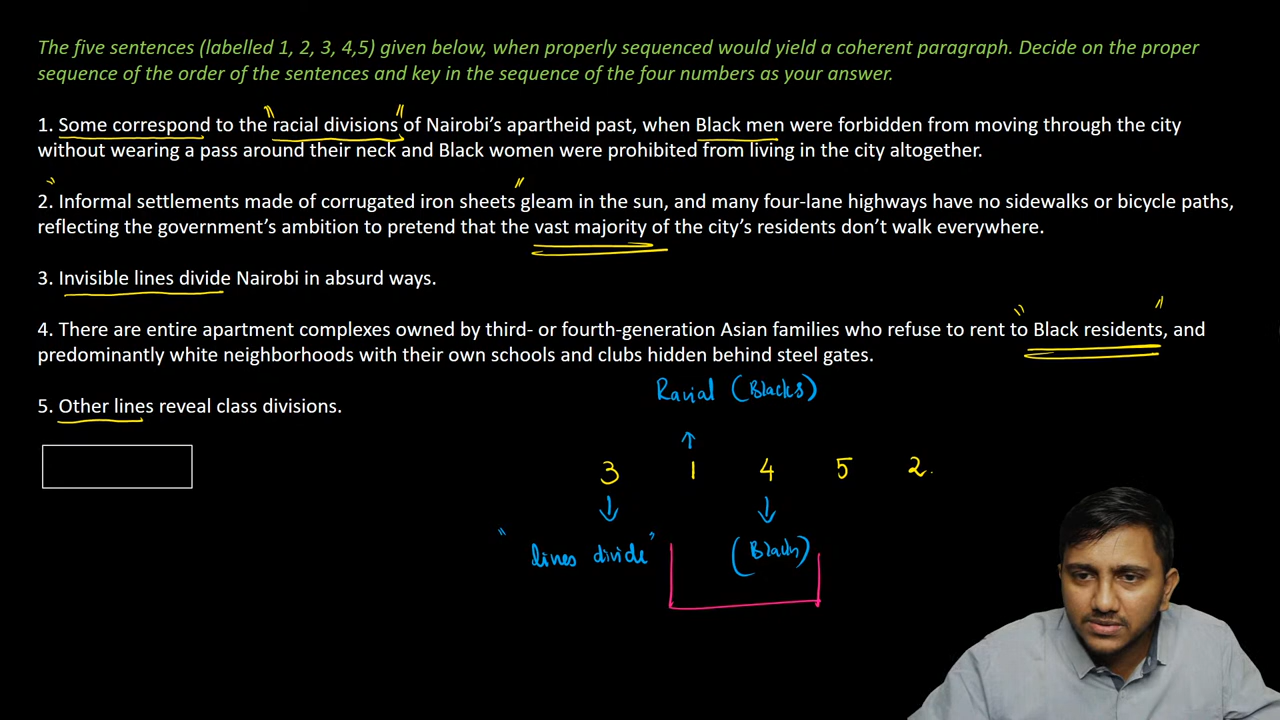 The five sentences (labelled 1, 2, 3, 4,5) given below, when properly sequenced would yield a coherent paragraph. Decide on the proper
sequence of the order of the sentences and key in the sequence of the four numbers as your answer.
1. Some correspond to the "racial divisions" of Nairobi's apartheid past, when Black men were forbidden from moving through the city
without wearing a pass around their neck and Black women were prohibited from living in the city altogether.
2. "Informal settlements made of corrugated iron sheets" gleam in the sun, and many four-lane highways have no sidewalks or bicycle paths,
reflecting the government's ambition to pretend that the vast majority of the city's residents don't walk everywhere.
3. Invisible lines divide Nairobi in absurd ways.
4. There are entire apartment complexes owned by third- or fourth-generation Asian families who refuse to rent to "Black residents", and
predominantly white neighborhoods with their own schools and clubs hidden behind steel gates.
5. Other lines reveal class divisions.
Racial (Blacks)
3 1 4 5 2.
"lines divide" (Blacks)